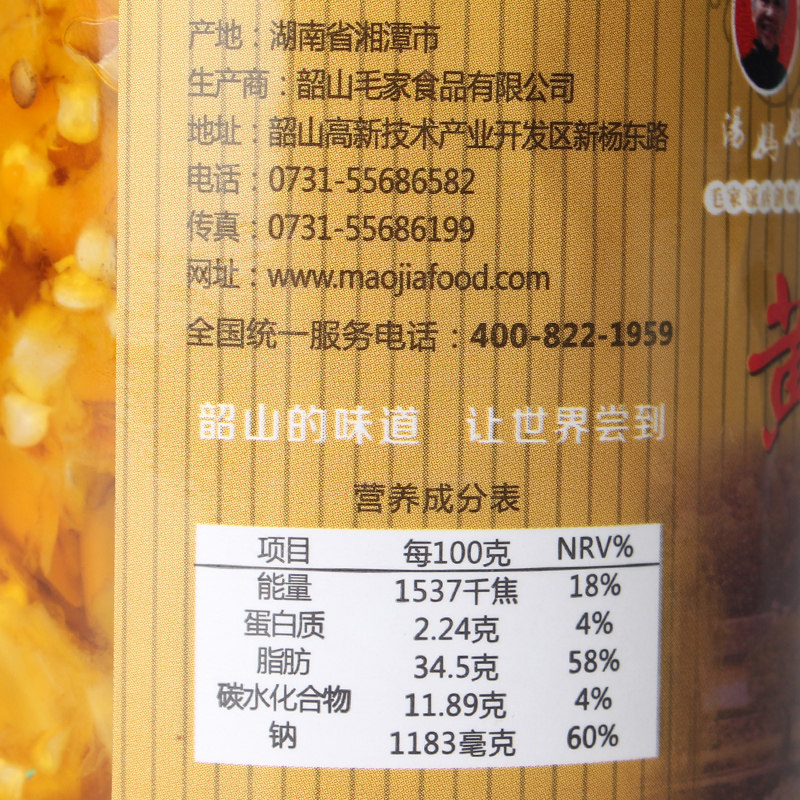 产地：湖南省湘潭市
生产商：韶山毛家食品有限公司
地址：韶山高新技术产业开发区新杨东路
电话：0731-55686582
传真：0731-55686199
网址：www.maojiafood.com
全国统一服务电话：400-822-1959
韶山的味道 让世界尝到
营养成分表
项目 每100克 NRV%
能量 1537千焦 18%
蛋白质 2.24克 4%
脂肪 34.5克 58%
碳水化合物 11.89克 4%
钠 1183毫克 60%
汤妈妈
黄